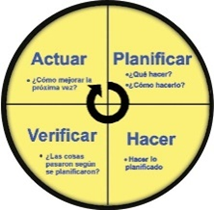 Actuar
• ¿Cómo mejorar la
próxima vez?
Planificar
• ¿Qué hacer?
• ¿Cómo hacerlo?
Verificar
• ¿Las cosas
pesaron según
se planificaron?
Hacer
• Hacer lo
planificado